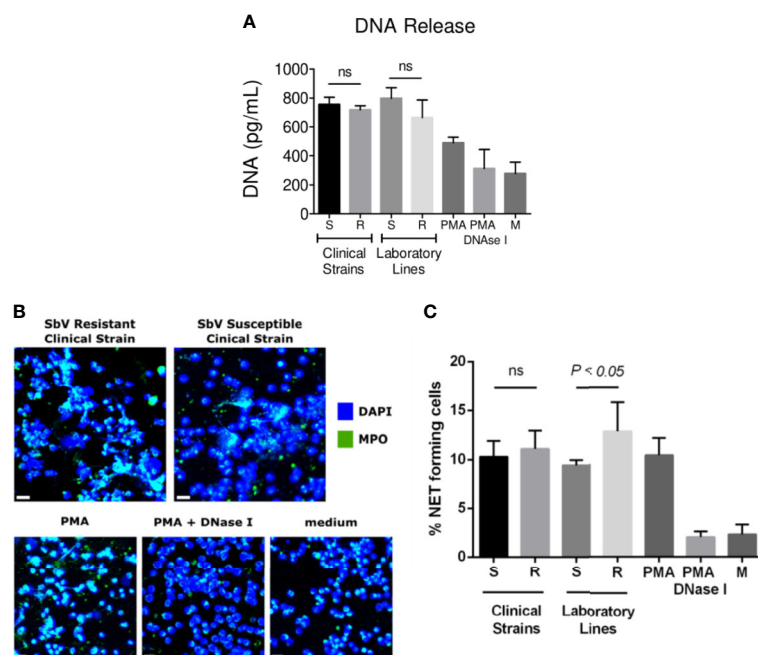 A
DNA Release
DNA (pg/mL)
1000
800
600
400
200
0
ns
ns
S R S R PMA PMA M
DNAse I
Clinical Strains
Laboratory Lines
B
SbV Resistant
Clinical Strain
SbV Susceptible
Cinical Strain
DAPI
MPO
PMA
PMA + DNase I
medium
C
% NET forming cells
20
15
10
5
0
ns
P < 0.05
S R S R PMA PMA M
DNase I
Clinical Strains
Laboratory Lines